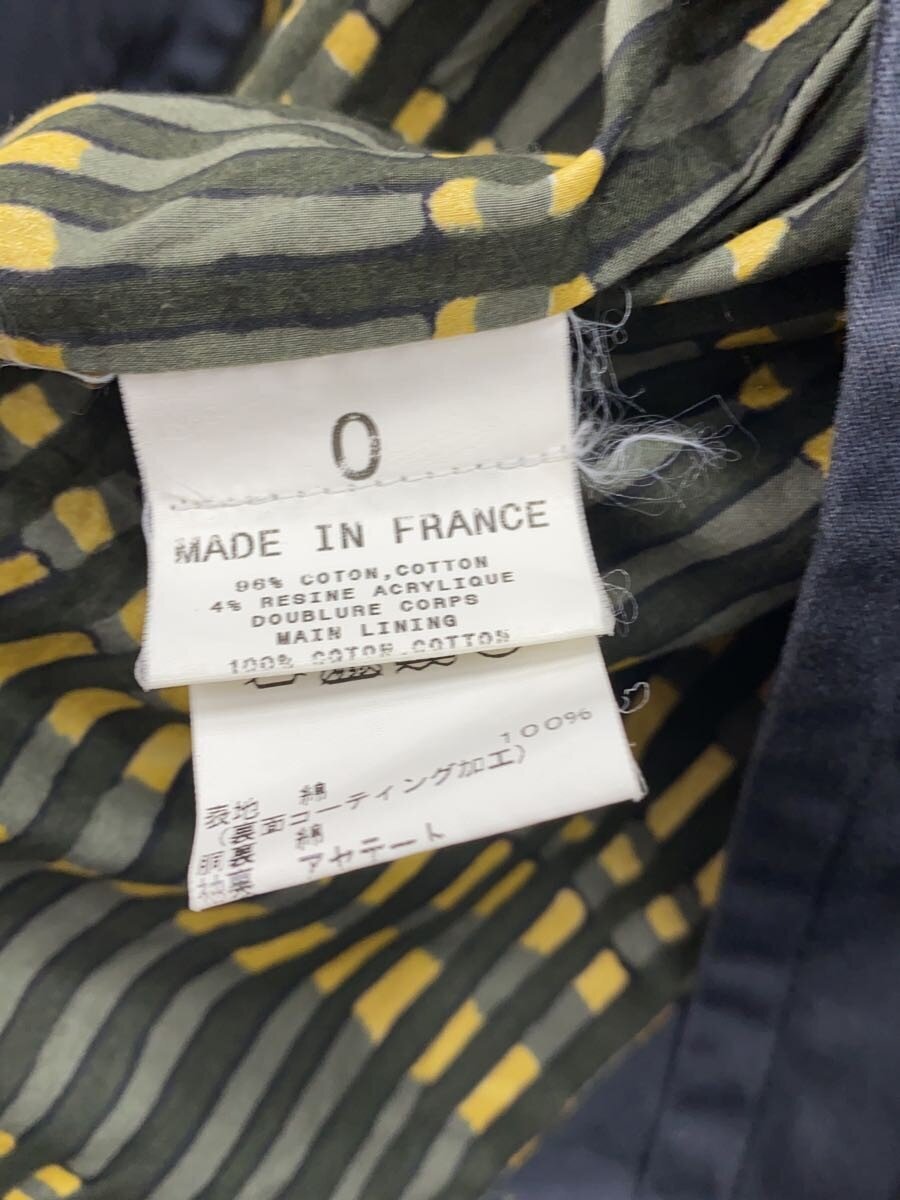 0
MADE IN FRANCE
96% COTON,COTTON
4% RESINE ACRYLIQUE
DOUBLURE CORPS
MAIN LINING
100% COTON,COTTON
表地 綿 100%
(裏面コーティング加工)
胴裏 綿
袖裏 アセテート